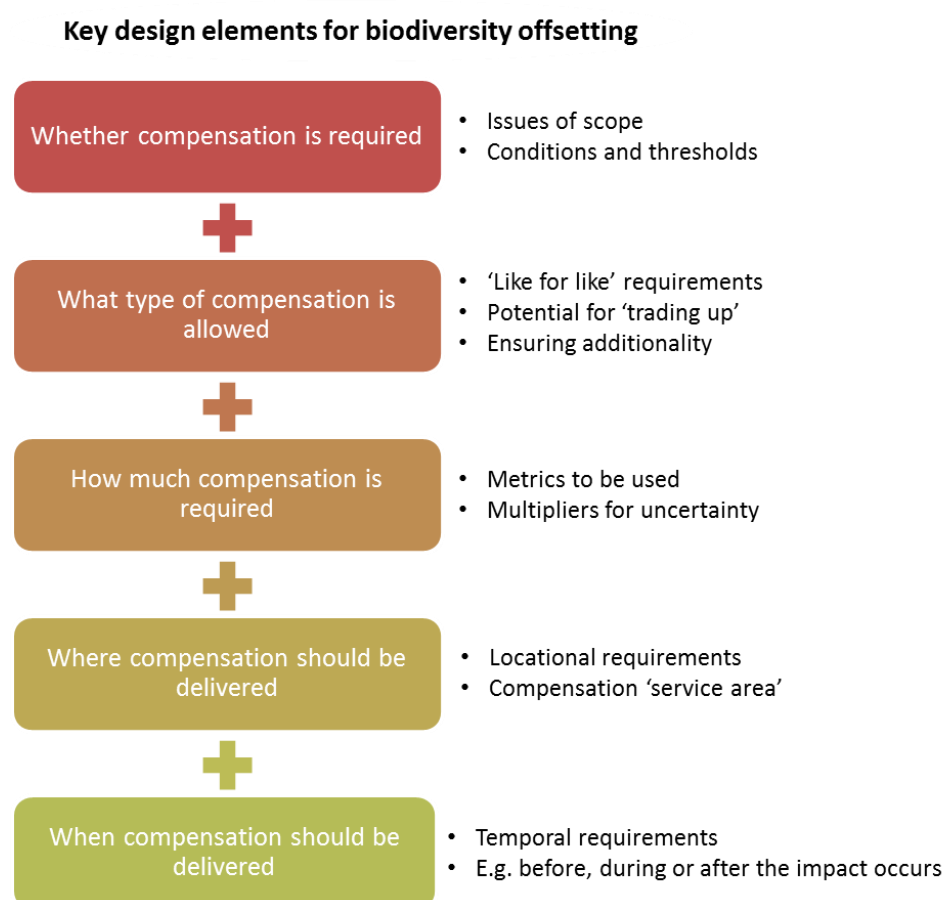 Key design elements for biodiversity offsetting
Whether compensation is required
• Issues of scope
• Conditions and thresholds
What type of compensation is
allowed
• ‘Like for like’ requirements
• Potential for ‘trading up’
• Ensuring additionality
How much compensation is
required
• Metrics to be used
• Multipliers for uncertainty
Where compensation should be
delivered
• Locational requirements
• Compensation ‘service area’
When compensation should be
delivered
• Temporal requirements
• E.g. before, during or after the impact occurs